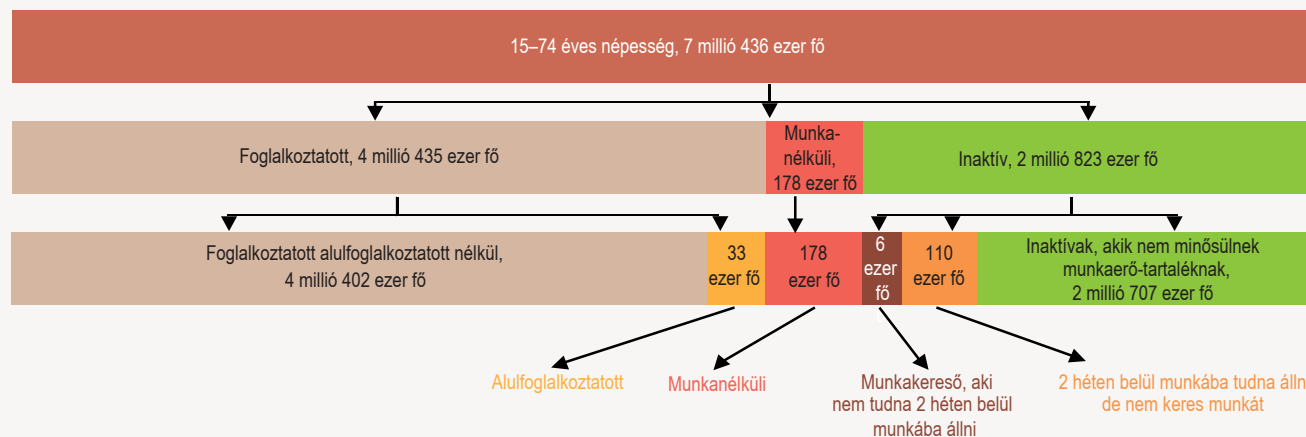 15–74 éves népesség, 7 millió 436 ezer fő
Foglalkoztatott, 4 millió 435 ezer fő
Munka-
nélküli,
178 ezer fő
Inaktív, 2 millió 823 ezer fő
Foglalkoztatott alulfoglalkoztatott nélkül,
4 millió 402 ezer fő
33
ezer fő
178
ezer fő
6
ezer
fő
110
ezer fő
Inaktívak, akik nem minősülnek
munkaerő-tartaléknak,
2 millió 707 ezer fő
Alulfoglalkoztatott
Munkanélküli
Munkakereső, aki
nem tudna 2 héten belül
munkába állni
2 héten belül munkába tudna álln
de nem keres munkát